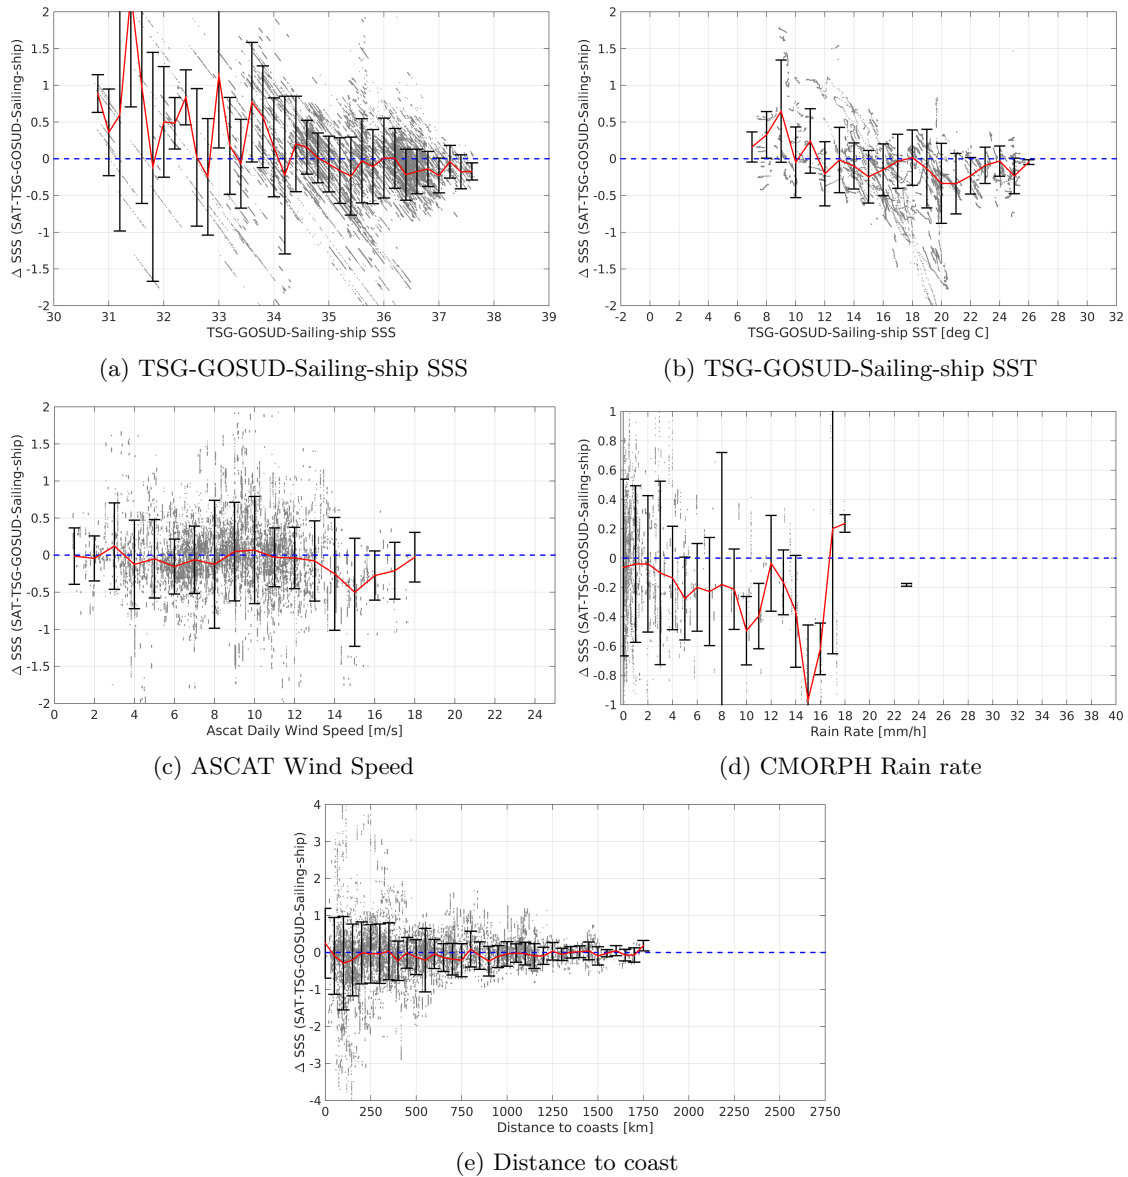 2
1.5
1
0.5
0
-0.5
-1
-1.5
-2
30 31 32 33 34 35 36 37 38 39
Δ SSS (SAT-TSG-GOSUD-Sailing-ship)
TSG-GOSUD-Sailing-ship SSS
(a) TSG-GOSUD-Sailing-ship SSS
2
1.5
1
0.5
0
-0.5
-1
-1.5
-2
-2 0 2 4 6 8 10 12 14 16 18 20 22 24 26 28 30 32
Δ SSS (SAT-TSG-GOSUD-Sailing-ship)
TSG-GOSUD-Sailing-ship SST [deg C]
(b) TSG-GOSUD-Sailing-ship SST
2
1.5
1
0.5
0
-0.5
-1
-1.5
-2
0 2 4 6 8 10 12 14 16 18 20 22 24
Δ SSS (SAT-TSG-GOSUD-Sailing-ship)
Ascat Daily Wind Speed [m/s]
(c) ASCAT Wind Speed
1
0.8
0.6
0.4
0.2
0
-0.2
-0.4
-0.6
-0.8
-1
0 2 4 6 8 10 12 14 16 18 20 22 24 26 28 30 32 34 36 38 40
Δ SSS (SAT-TSG-GOSUD-Sailing-ship)
Rain Rate [mm/h]
(d) CMORPH Rain rate
4
3
2
1
0
-1
-2
-3
-4
0 250 500 750 1000 1250 1500 1750 2000 2250 2500 2750
Δ SSS (SAT-TSG-GOSUD-Sailing-ship)
Distance to coasts [km]
(e) Distance to coast